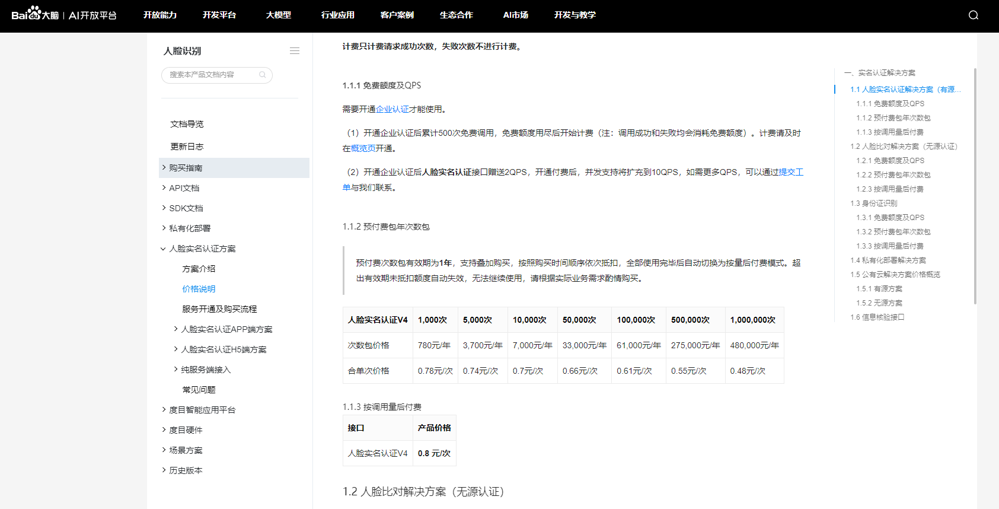 Bai大脑 | AI开放平台
开放能力 开发平台 大模型 行业应用 客户案例 生态合作 AI市场 开发与教学
人脸识别
搜索本产品文档内容
文档导览
更新日志
购买指南
API文档
SDK文档
私有化部署
人脸实名认证方案
方案介绍
价格说明
服务开通及购买流程
人脸实名认证APP端方案
人脸实名认证H5端方案
纯服务端接入
常见问题
度目智能应用平台
度目硬件
场景方案
历史版本
计费只计费请求成功次数，失败次数不进行计费。
1.1.1 免费额度及QPS
需要开通企业认证才能使用。
（1）开通企业认证后累计500次免费调用，免费额度用尽后开始计费（注：调用成功和失败均会消耗免费额度）。计费请及时
在概览页开通。
（2）开通企业认证后人脸实名认证接口赠送2QPS，开通付费后，并发支持将扩充到10QPS，如需更多QPS，可以通过提交工
单与我们联系。
1.1.2 预付费包年次数包
预付费次数包有效期为1年，支持叠加购买，按照购买时间顺序依次抵扣，全部使用完毕后自动切换为按量后付费模式。超
出有效期未抵扣额度自动失效，无法继续使用，请根据实际业务需求酌情购买。
人脸实名认证V4 1,000次 5,000次 10,000次 50,000次 100,000次 500,000次 1,000,000次
次数包价格 780元/年 3,700元/年 7,000元/年 33,000元/年 61,000元/年 275,000元/年 480,000元/年
合单次价格 0.78元/次 0.74元/次 0.7元/次 0.66元/次 0.61元/次 0.55元/次 0.48元/次
1.1.3 按调用量后付费
接口 产品价格
人脸实名认证V4 0.8 元/次
1.2 人脸比对解决方案（无源认证）
一、实名认证解决方案
1.1 人脸实名认证解决方案（有源...
1.1.1 免费额度及QPS
1.1.2 预付费包年次数包
1.1.3 按调用量后付费
1.2 人脸比对解决方案（无源认证）
1.2.1 免费额度及QPS
1.2.2 预付费包年次数包
1.2.3 按调用量后付费
1.3 身份证识别
1.3.1 免费额度及QPS
1.3.2 预付费包年次数包
1.3.3 按调用量后付费
1.4 私有化部署解决方案
1.5 公有云解决方案价格概览
1.5.1 有源方案
1.5.2 无源方案
1.6 信息核验接口